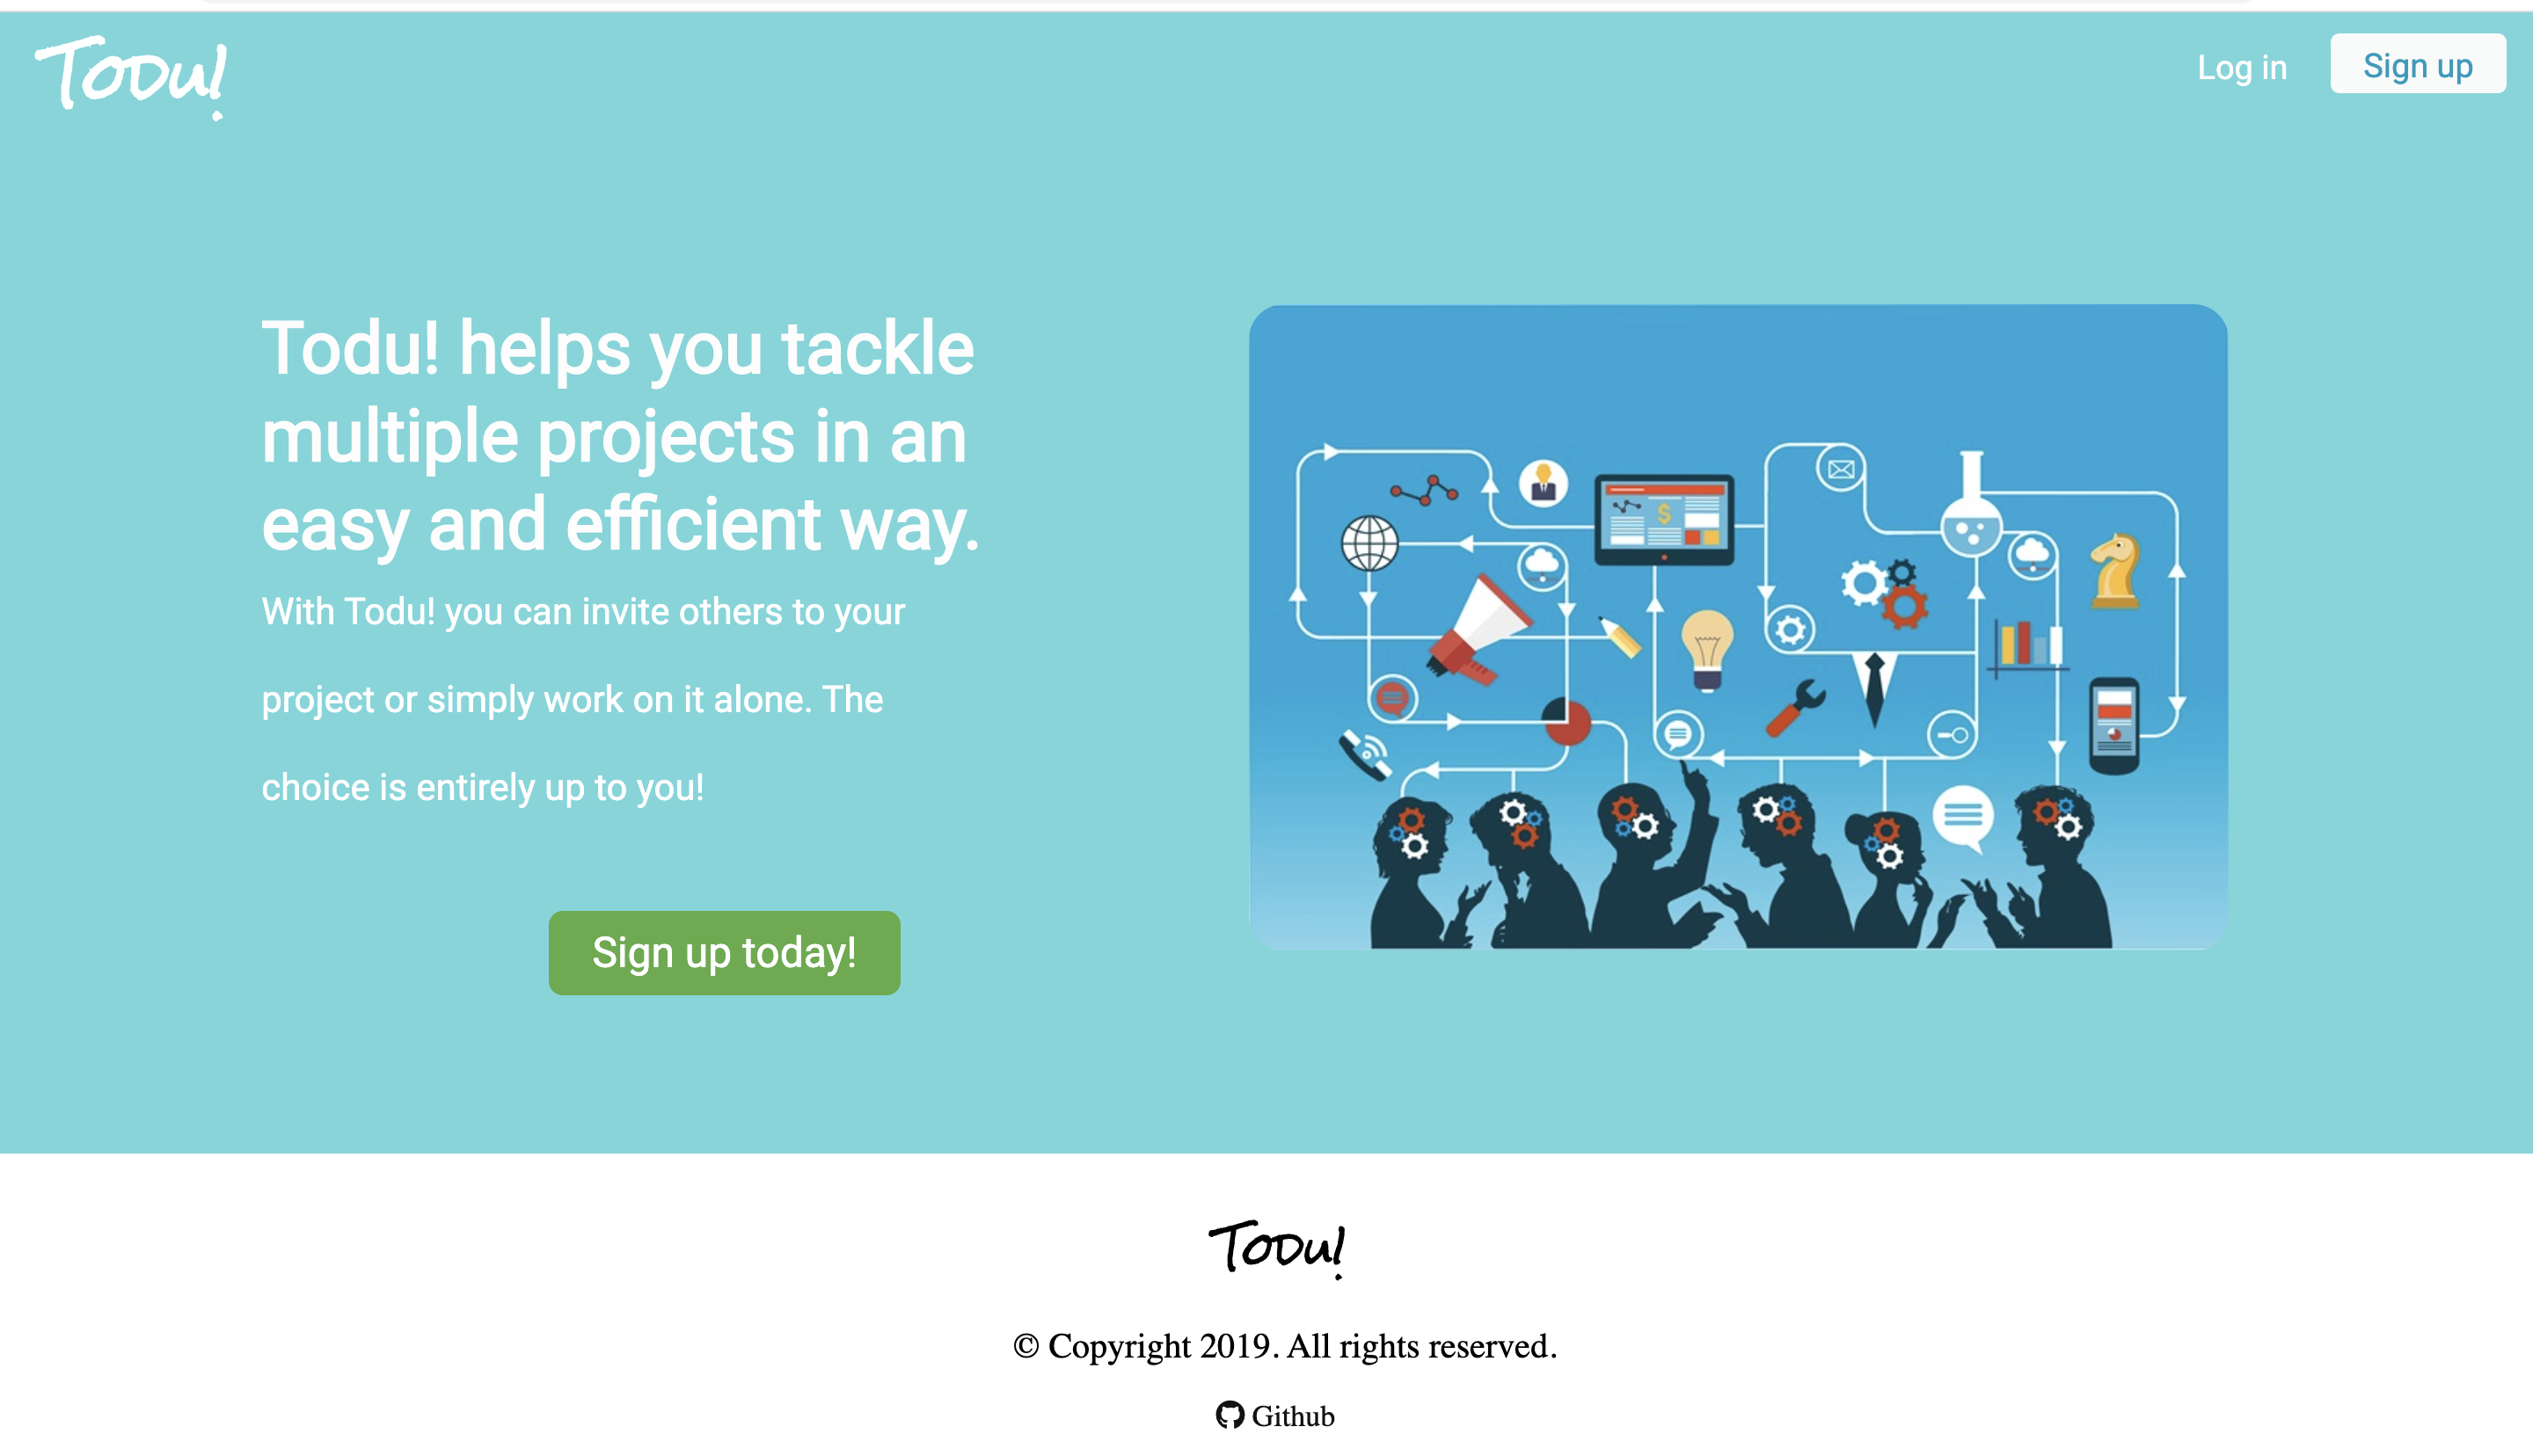 Todu!
Log in
Sign up
Todu! helps you tackle
multiple projects in an
easy and efficient way.
With Todu! you can invite others to your
project or simply work on it alone. The
choice is entirely up to you!
Sign up today!
$
Todu!
© Copyright 2019. All rights reserved.
Github